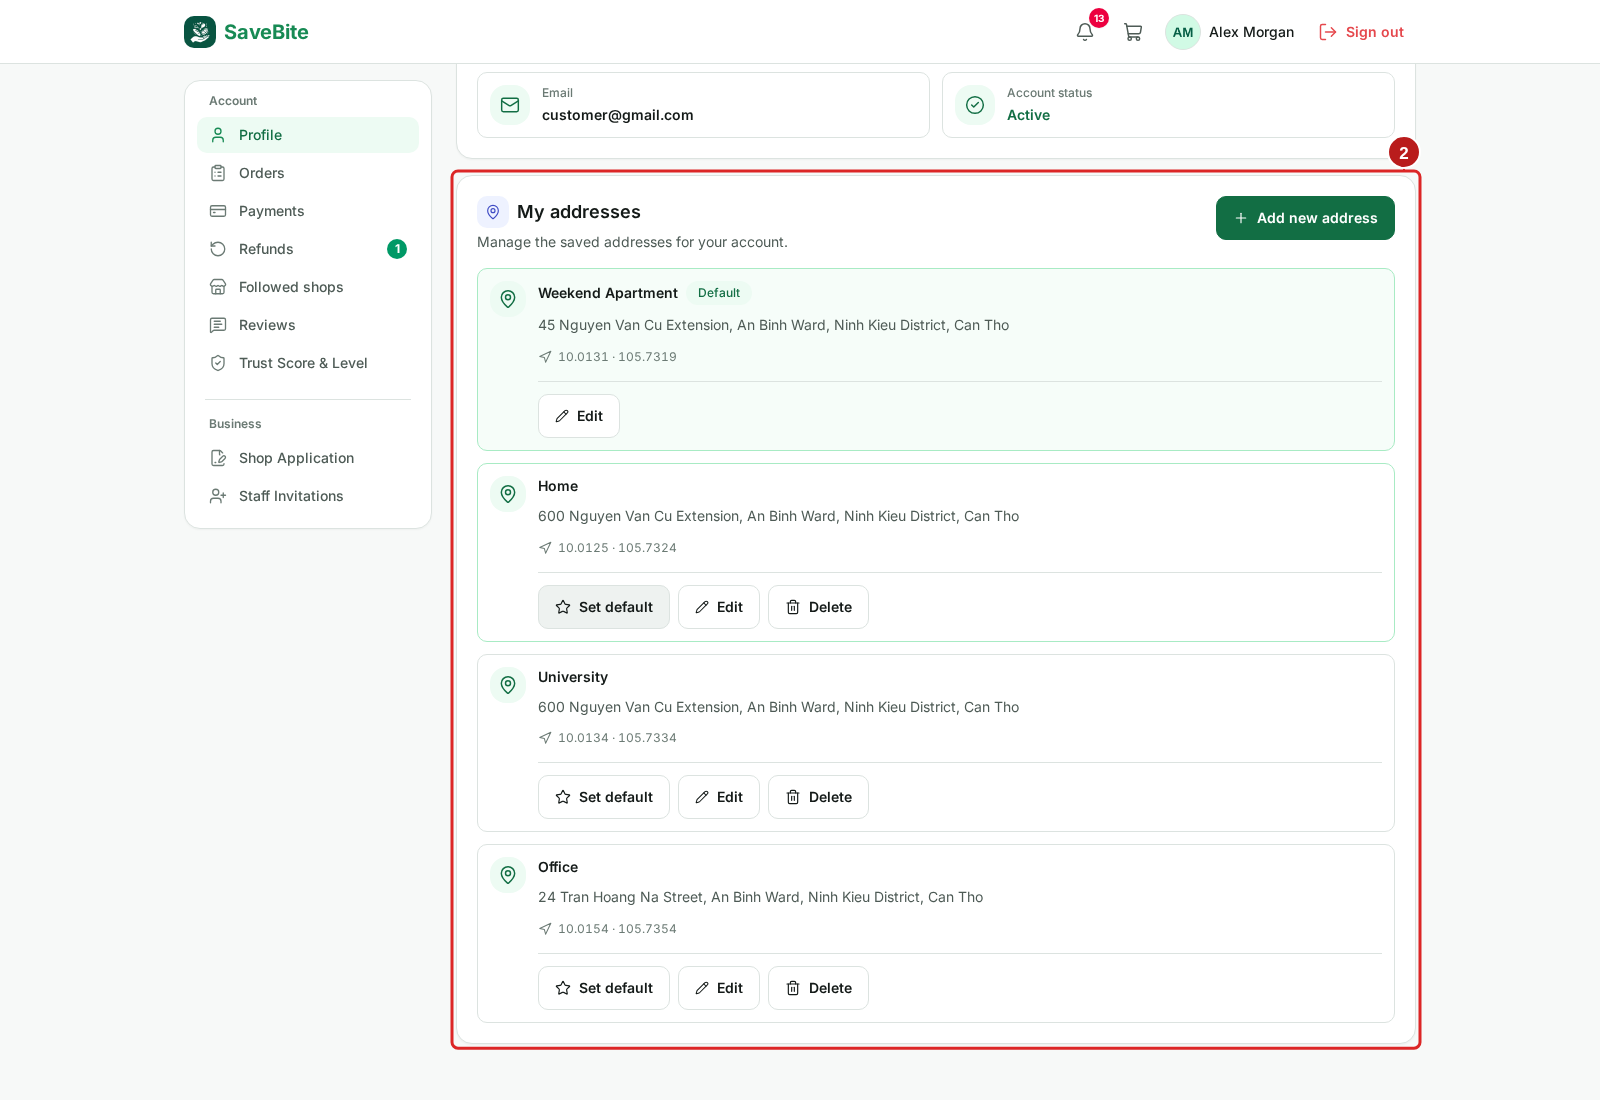 SaveBite
13
AM
Alex Morgan
Sign out
Account
Profile
Orders
Payments
Refunds
1
Followed shops
Reviews
Trust Score & Level
Business
Shop Application
Staff Invitations
Email
customer@gmail.com
Account status
Active
2
My addresses
Manage the saved addresses for your account.
Add new address
Weekend Apartment
Default
45 Nguyen Van Cu Extension, An Binh Ward, Ninh Kieu District, Can Tho
10.0131 · 105.7319
Edit
Home
600 Nguyen Van Cu Extension, An Binh Ward, Ninh Kieu District, Can Tho
10.0125 · 105.7324
Set default
Edit
Delete
University
600 Nguyen Van Cu Extension, An Binh Ward, Ninh Kieu District, Can Tho
10.0134 · 105.7334
Set default
Edit
Delete
Office
24 Tran Hoang Na Street, An Binh Ward, Ninh Kieu District, Can Tho
10.0154 · 105.7354
Set default
Edit
Delete